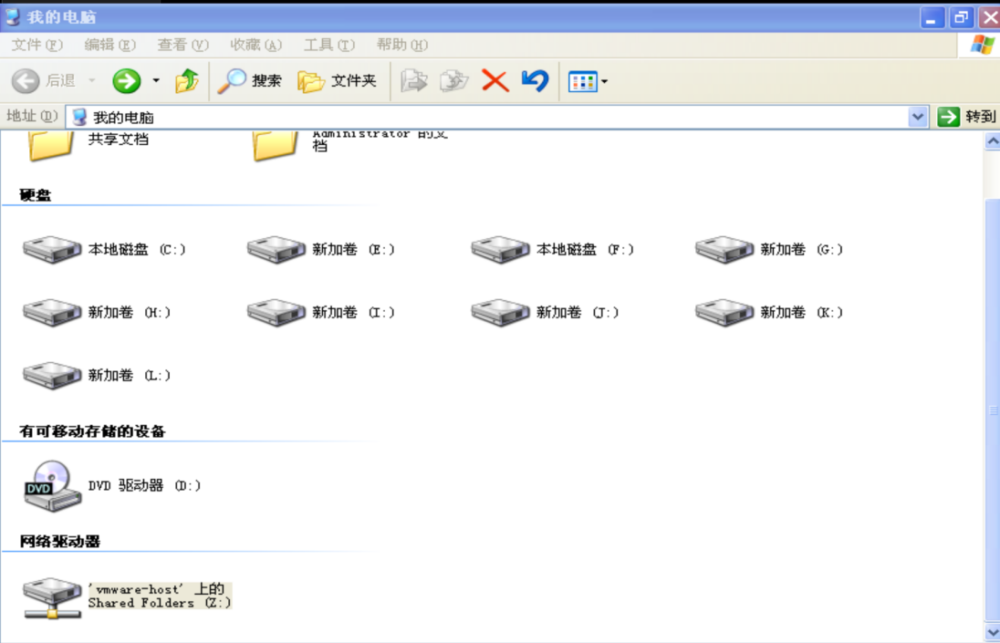 我的电脑
文件(F) 编辑(E) 查看(V) 收藏(A) 工具(T) 帮助(H)
后退 搜索 文件夹
地址(D) 我的电脑 转到
共享文档
Administrator 的文
档
硬盘
本地磁盘 (C:) 新加卷 (E:) 本地磁盘 (F:) 新加卷 (G:)
新加卷 (H:) 新加卷 (I:) 新加卷 (J:) 新加卷 (K:)
新加卷 (L:)
有可移动存储的设备
DVD
DVD 驱动器 (D:)
网络驱动器
'vmware-host' 上的
Shared Folders (Z:)